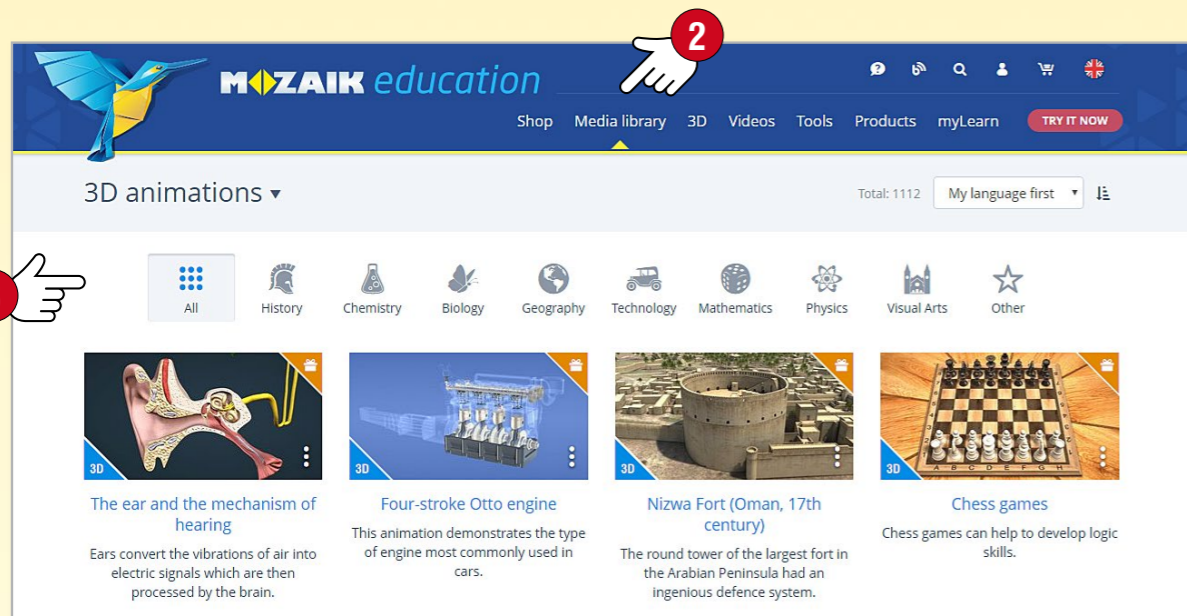 2
MOZAIK education
Shop Media library 3D Videos Tools Products myLearn TRY IT NOW
3D animations
Total: 1112 My language first
All History Chemistry Biology Geography Technology Mathematics Physics Visual Arts Other
3D 3D 3D 3D
A B C D E F G H
The ear and the mechanism of
hearing
Ears convert the vibrations of air into
electric signals which are then
processed by the brain.
Four-stroke Otto engine
This animation demonstrates the type
of engine most commonly used in
cars.
Nizwa Fort (Oman, 17th
century)
The round tower of the largest fort in
the Arabian Peninsula had an
ingenious defence system.
Chess games
Chess games can help to develop logic
skills.